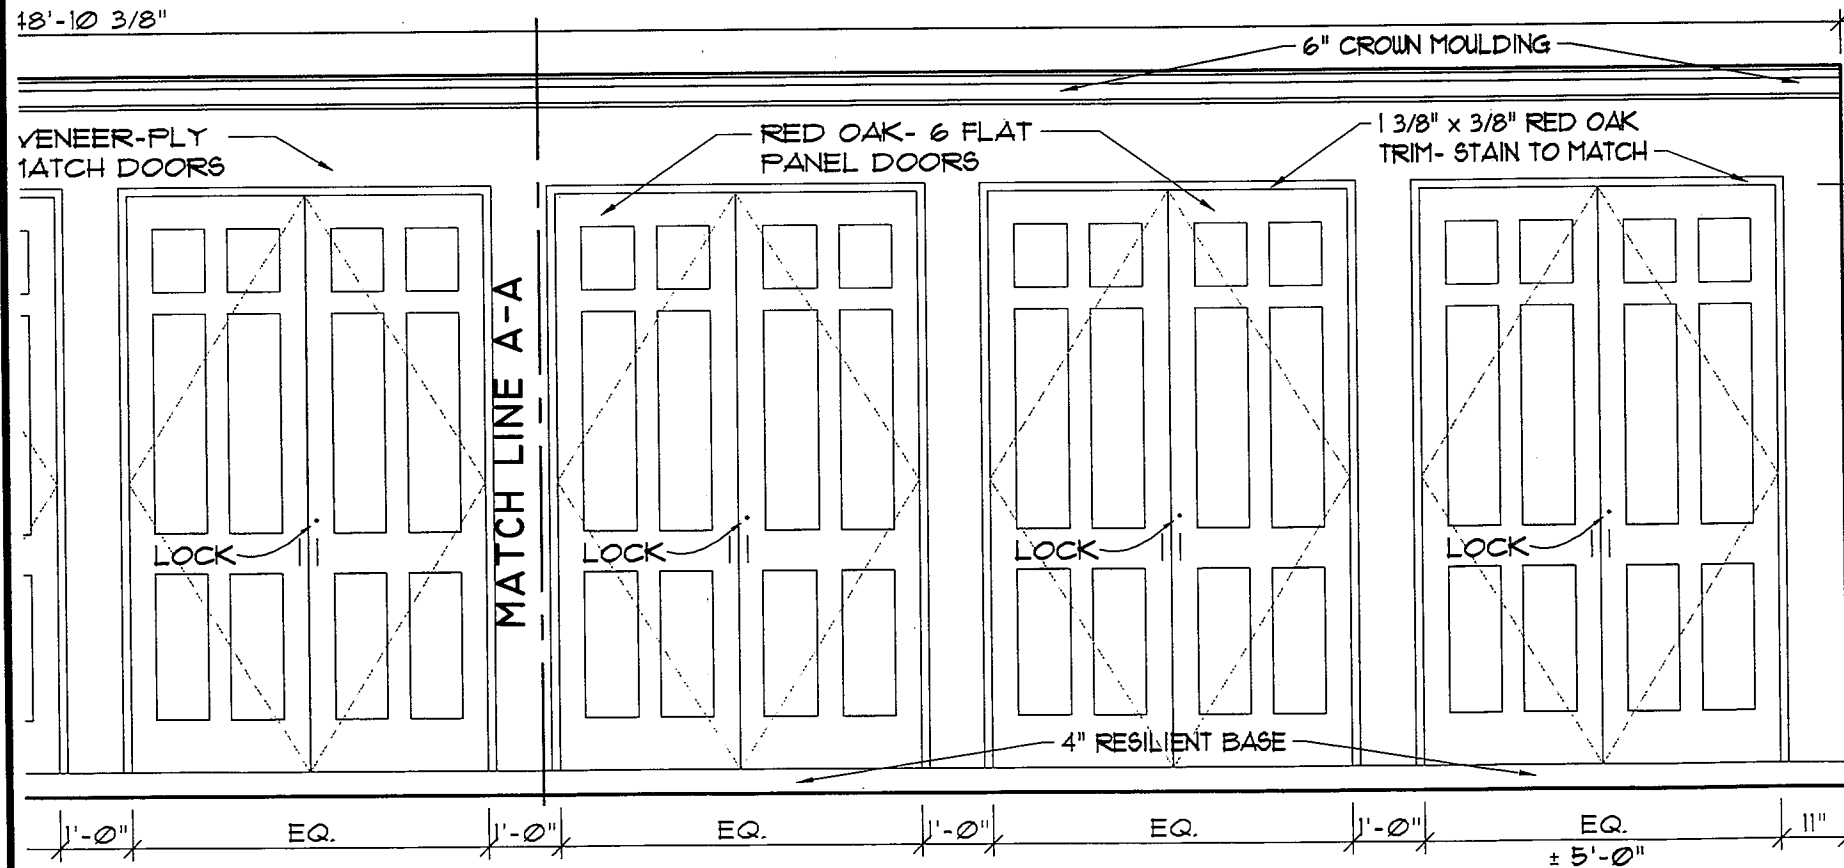 48'-10 3/8"
6" CROWN MOULDING
VENEER-PLY
MATCH DOORS
RED OAK- 6 FLAT
PANEL DOORS
1 3/8" x 3/8" RED OAK
TRIM- STAIN TO MATCH
MATCH LINE A-A
LOCK
LOCK
LOCK
LOCK
4" RESILIENT BASE
1'-0"
EQ.
1'-0"
EQ.
1'-0"
EQ.
1'-0"
EQ.
± 5'-0"
11"